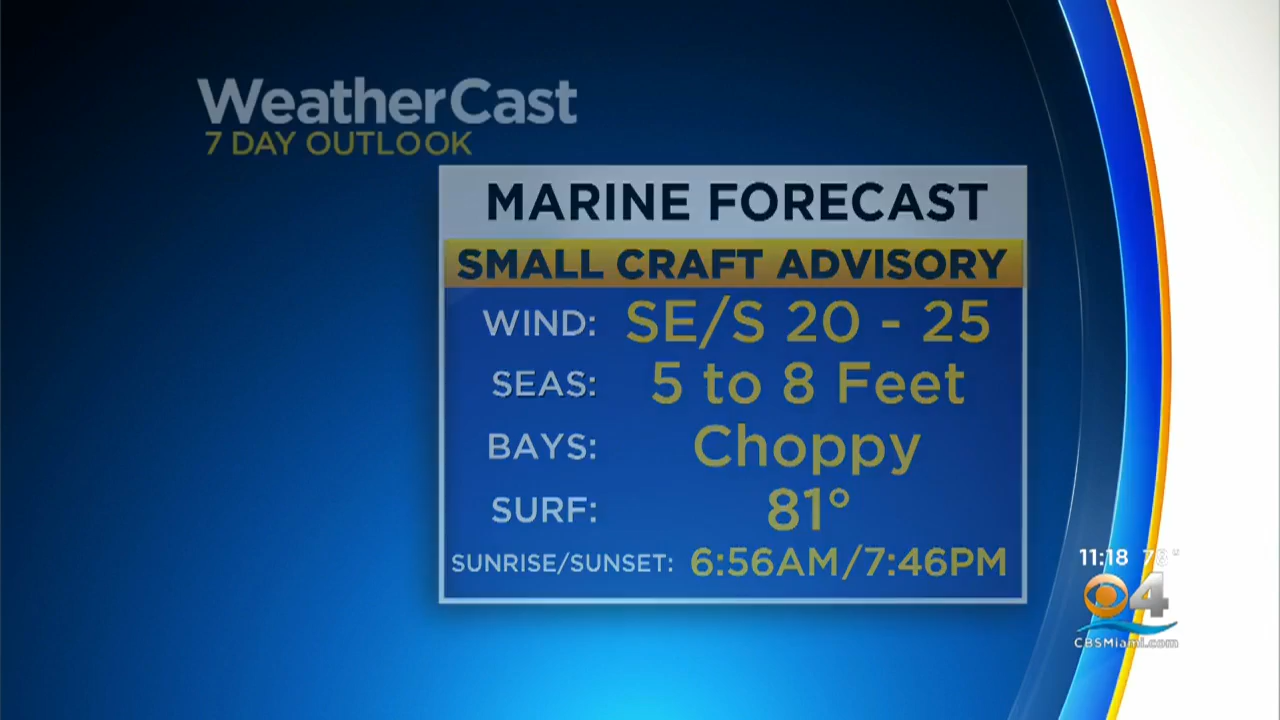 WeatherCast
7 DAY OUTLOOK
MARINE FORECAST
SMALL CRAFT ADVISORY
WIND: SE/S 20 - 25
SEAS: 5 to 8 Feet
BAYS: Choppy
SURF: 81°
SUNRISE/SUNSET: 6:56AM/7:46PM
11:18
4
CBSMiami.com